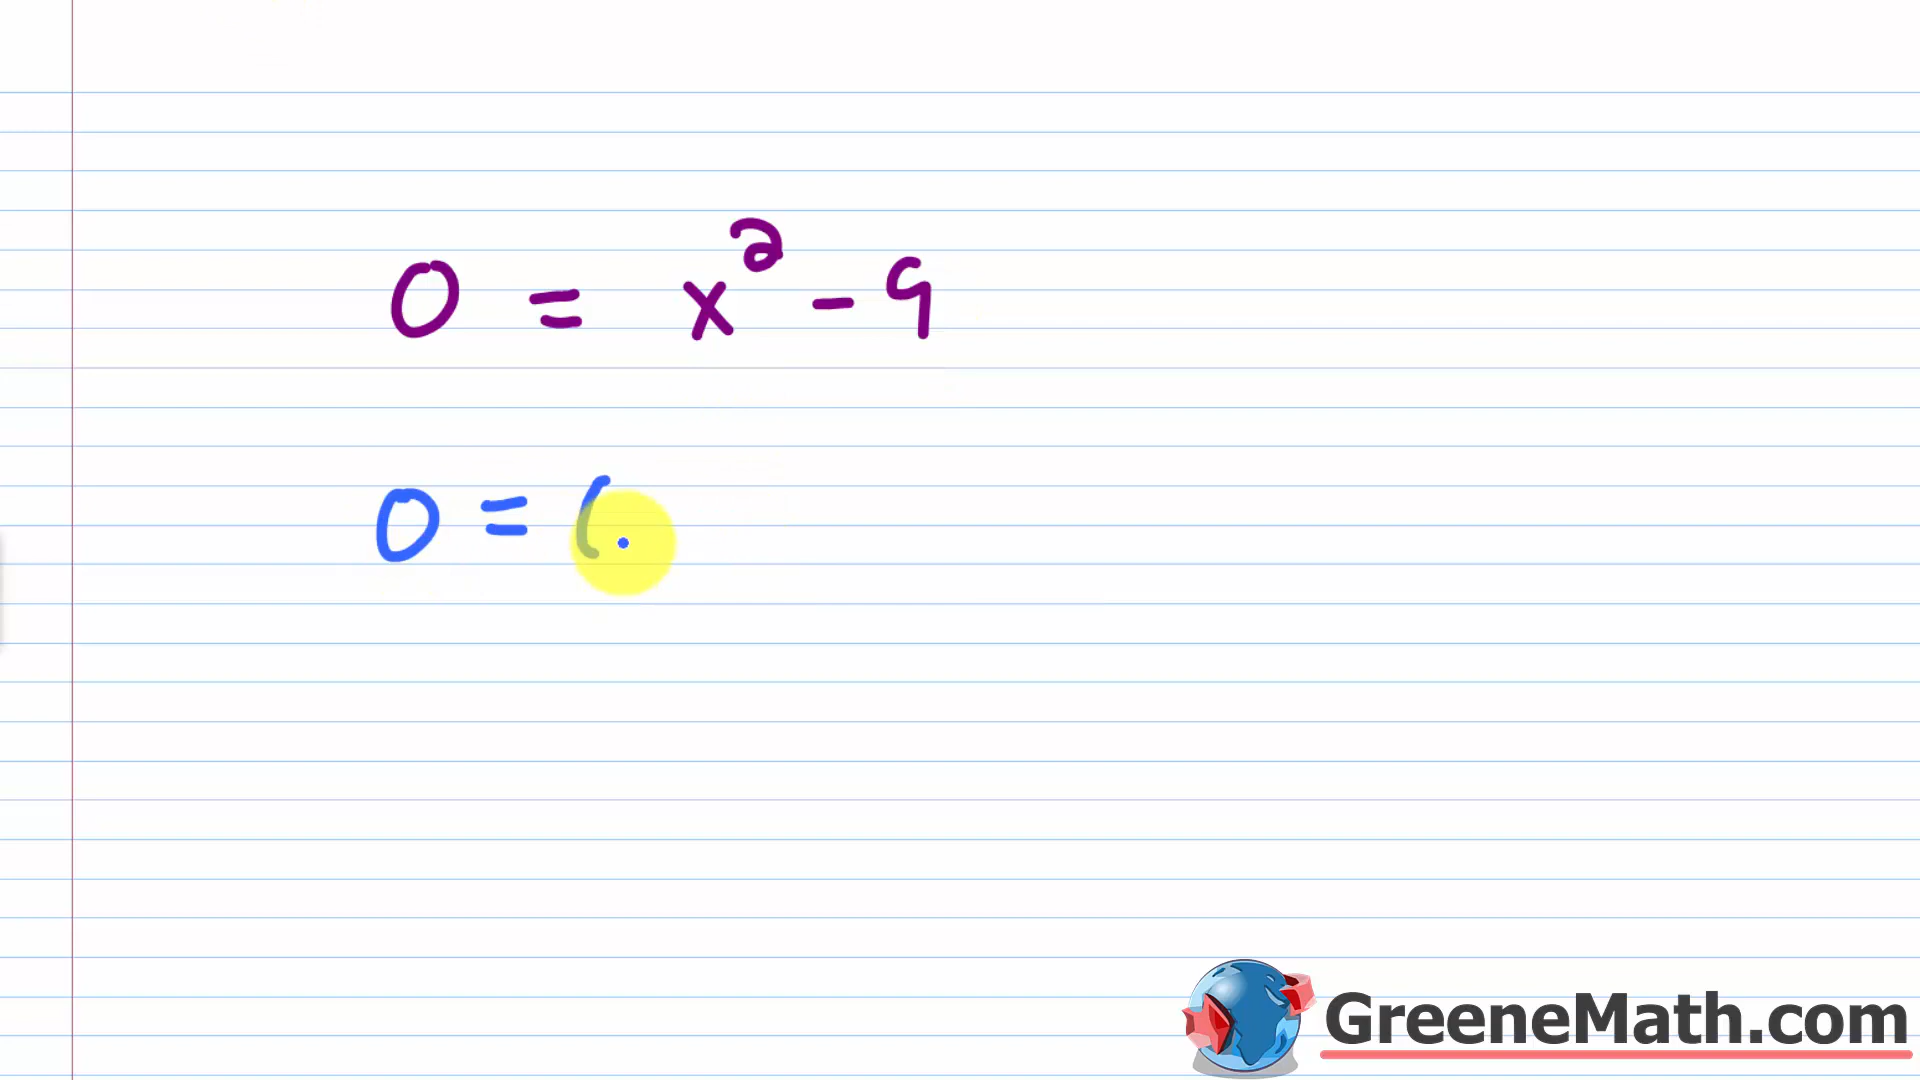 0 = x² - 9
0 = (
GreeneMath.com